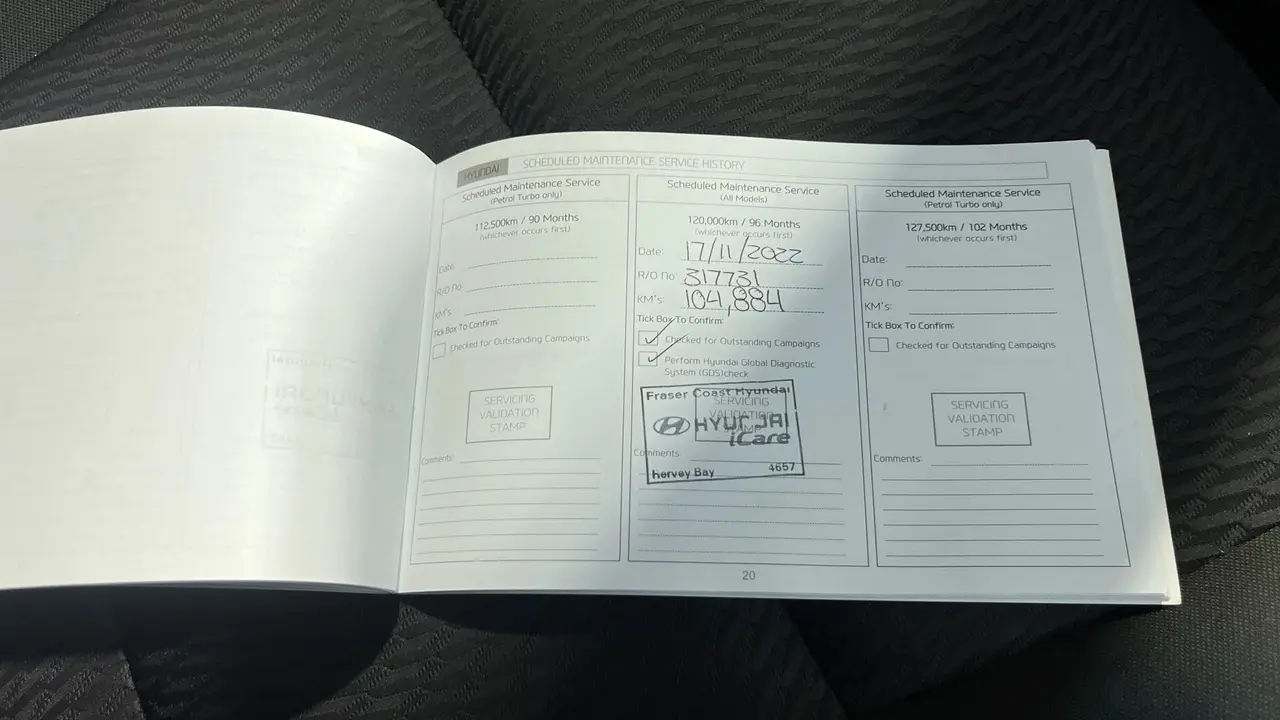 HYUNDAI SCHEDULED MAINTENANCE SERVICE HISTORY
Scheduled Maintenance Service
(Petrol Turbo only)
112,500km / 90 Months
(whichever occurs first)
Date:
R/O No:
KM's:
Tick Box To Confirm:
Checked for Outstanding Campaigns
SERVICING
VALIDATION
STAMP
Comments:
Scheduled Maintenance Service
(All Models)
120,000km / 96 Months
(whichever occurs first)
Date: 17/11/2022
R/O No: 317731
KM's: 104,884
Tick Box To Confirm:
Checked for Outstanding Campaigns
Perform Hyundai Global Diagnostic
System (GDS)check
Fraser Coast Hyundai
SERVICING
VALIDATION
STAMP
HYUNDAI
iCare
Comments
Hervey Bay 4657
Scheduled Maintenance Service
(Petrol Turbo only)
127,500km / 102 Months
(whichever occurs first)
Date:
R/O No:
KM's:
Tick Box To Confirm:
Checked for Outstanding Campaigns
SERVICING
VALIDATION
STAMP
Comments:
20